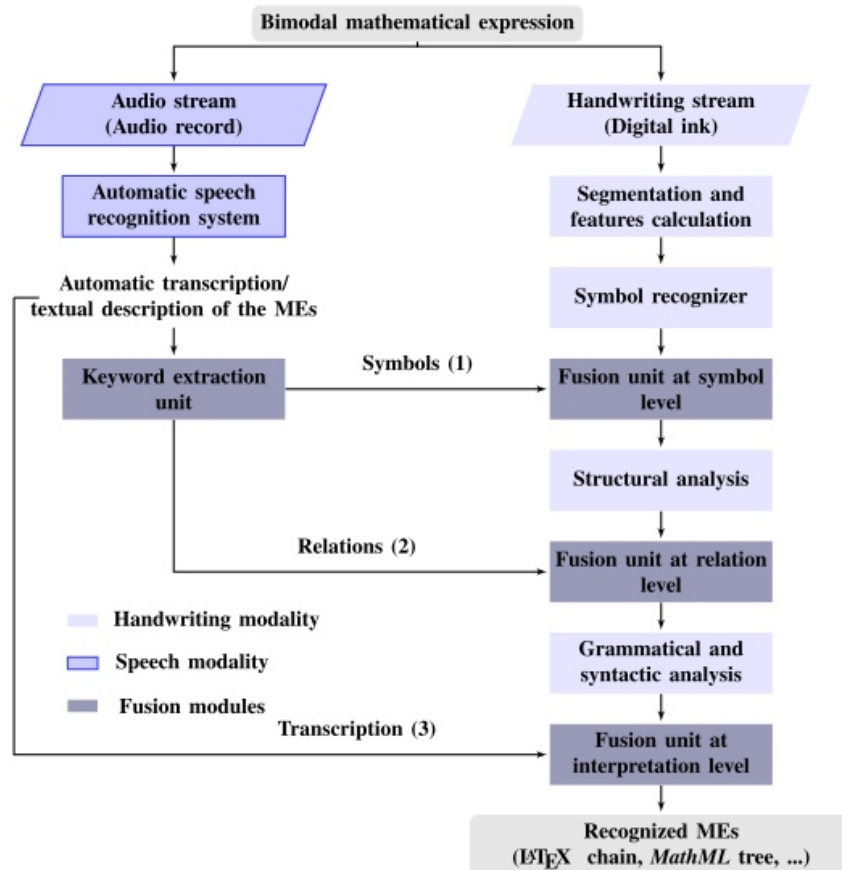 Bimodal mathematical expression
Audio stream
(Audio record)
Handwriting stream
(Digital ink)
Automatic speech
recognition system
Segmentation and
features calculation
Automatic transcription/
textual description of the MEs
Symbol recognizer
Keyword extraction
unit
Symbols (1)
Fusion unit at symbol
level
Structural analysis
Relations (2)
Fusion unit at relation
level
Handwriting modality
Speech modality
Fusion modules
Grammatical and
syntactic analysis
Transcription (3)
Fusion unit at
interpretation level
Recognized MEs
(LATEX chain, MathML tree, ...)